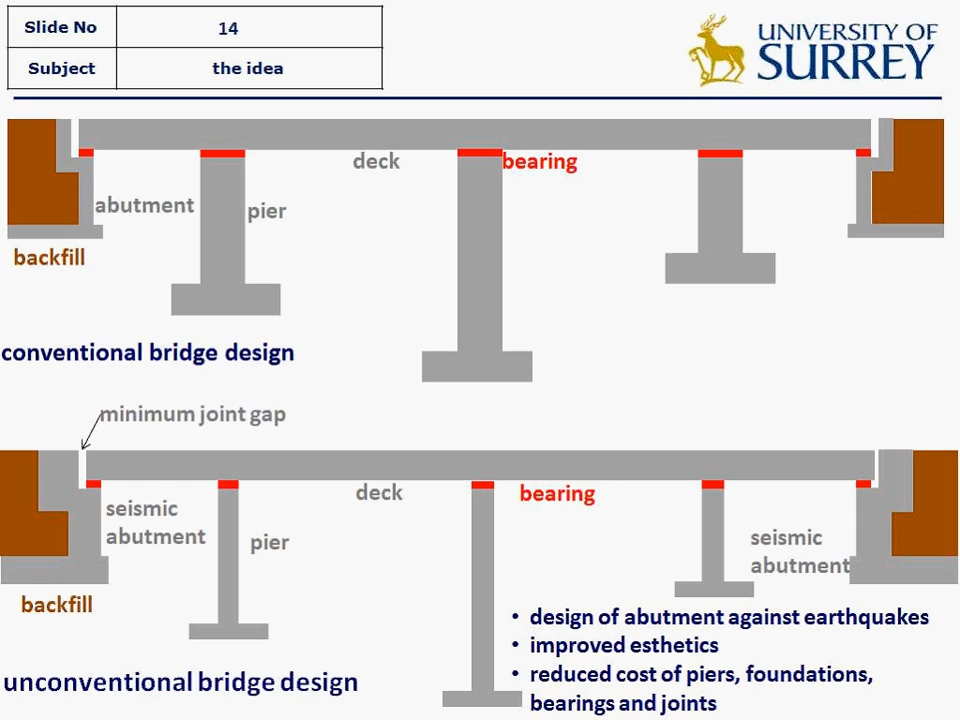 Slide No 14
Subject the idea
UNIVERSITY OF
SURREY
deck
bearing
abutment
pier
backfill
conventional bridge design
minimum joint gap
deck
bearing
seismic
abutment
pier
seismic
abutment
backfill
• design of abutment against earthquakes
• improved esthetics
• reduced cost of piers, foundations,
bearings and joints
unconventional bridge design